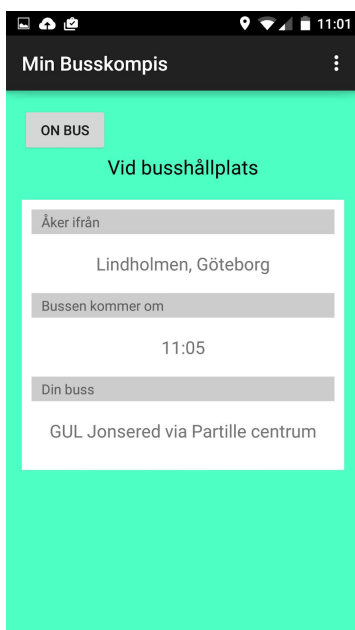 11:01
Min Busskompis
ON BUS
Vid busshållplats
Åker ifrån
Lindholmen, Göteborg
Bussen kommer om
11:05
Din buss
GUL Jonsered via Partille centrum